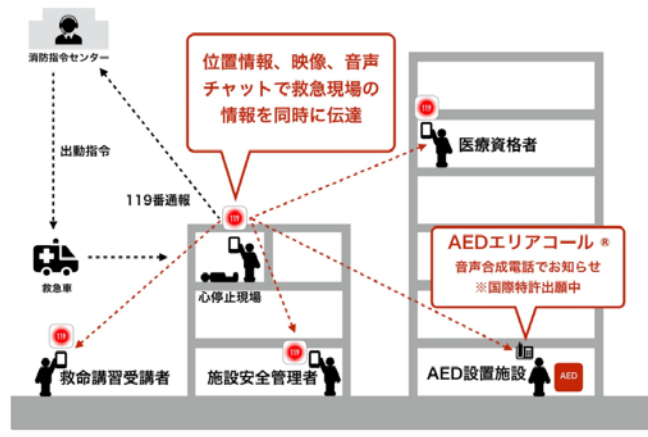 消防指令センター
位置情報、映像、音声
チャットで救急現場の
情報を同時に伝達
119
医療資格者
出動指令
119番通報
119
AEDエリアコール ®
音声合成電話でお知らせ
※国際特許出願中
救急車
心停止現場
119
救命講習受講者
119
施設安全管理者
AED設置施設
AED